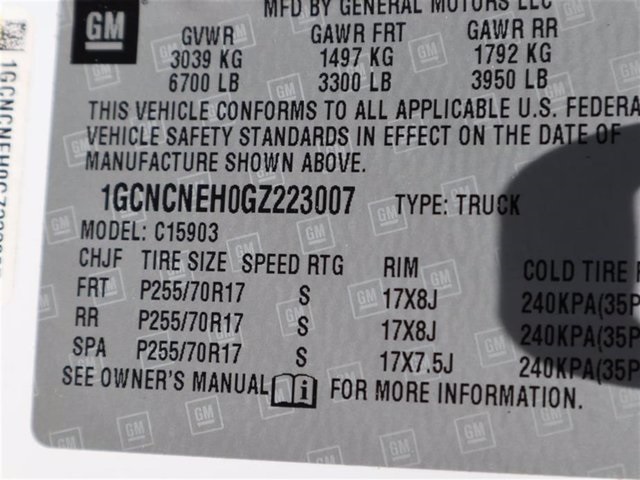 MFD BY GENERAL MOTORS LLC
GM
GVWR GAWR FRT GAWR RR
3039 KG 1497 KG 1792 KG
6700 LB 3300 LB 3950 LB
THIS VEHICLE CONFORMS TO ALL APPLICABLE U.S. FEDERA
VEHICLE SAFETY STANDARDS IN EFFECT ON THE DATE OF
MANUFACTURE SHOWN ABOVE.
1GCNCNEH0GZ223007 TYPE: TRUCK
MODEL: C15903
CHJF TIRE SIZE SPEED RTG RIM COLD TIRE
FRT P255/70R17 S 17X8J 240KPA(35P
RR P255/70R17 S 17X8J 240KPA(35P
SPA P255/70R17 S 17X7.5J 240KPA(35P
SEE OWNER'S MANUAL i FOR MORE INFORMATION.